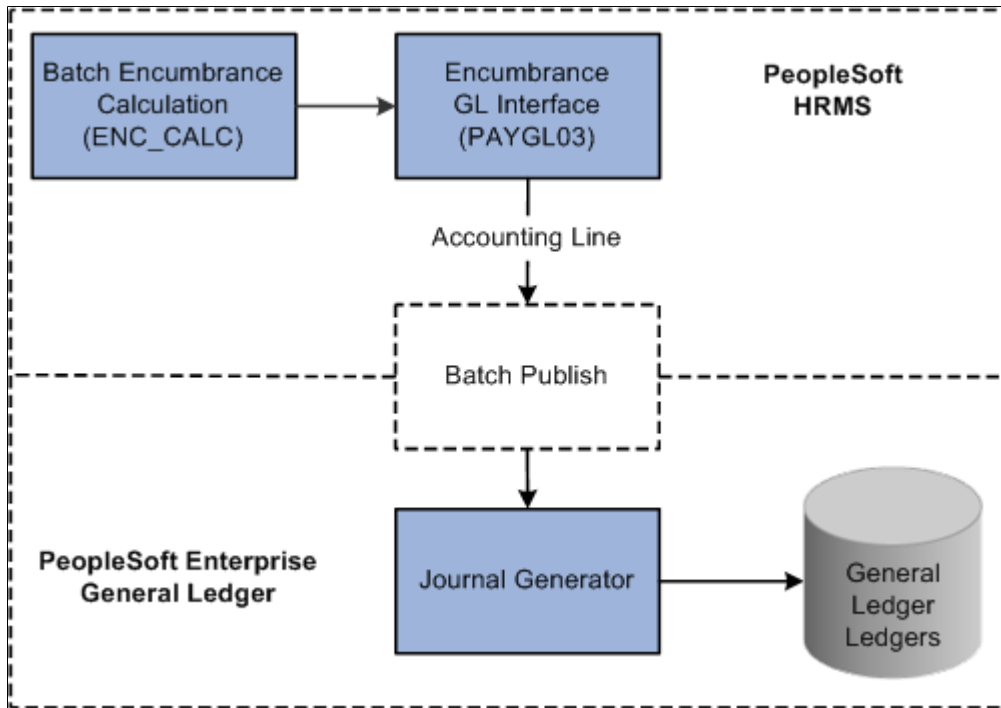 Batch Encumbrance
Calculation
(ENC_CALC)
Encumbrance
GL Interface
(PAYGL03)
PeopleSoft
HRMS
Accounting Line
Batch Publish
PeopleSoft Enterprise
General Ledger
Journal Generator
General
Ledger
Ledgers